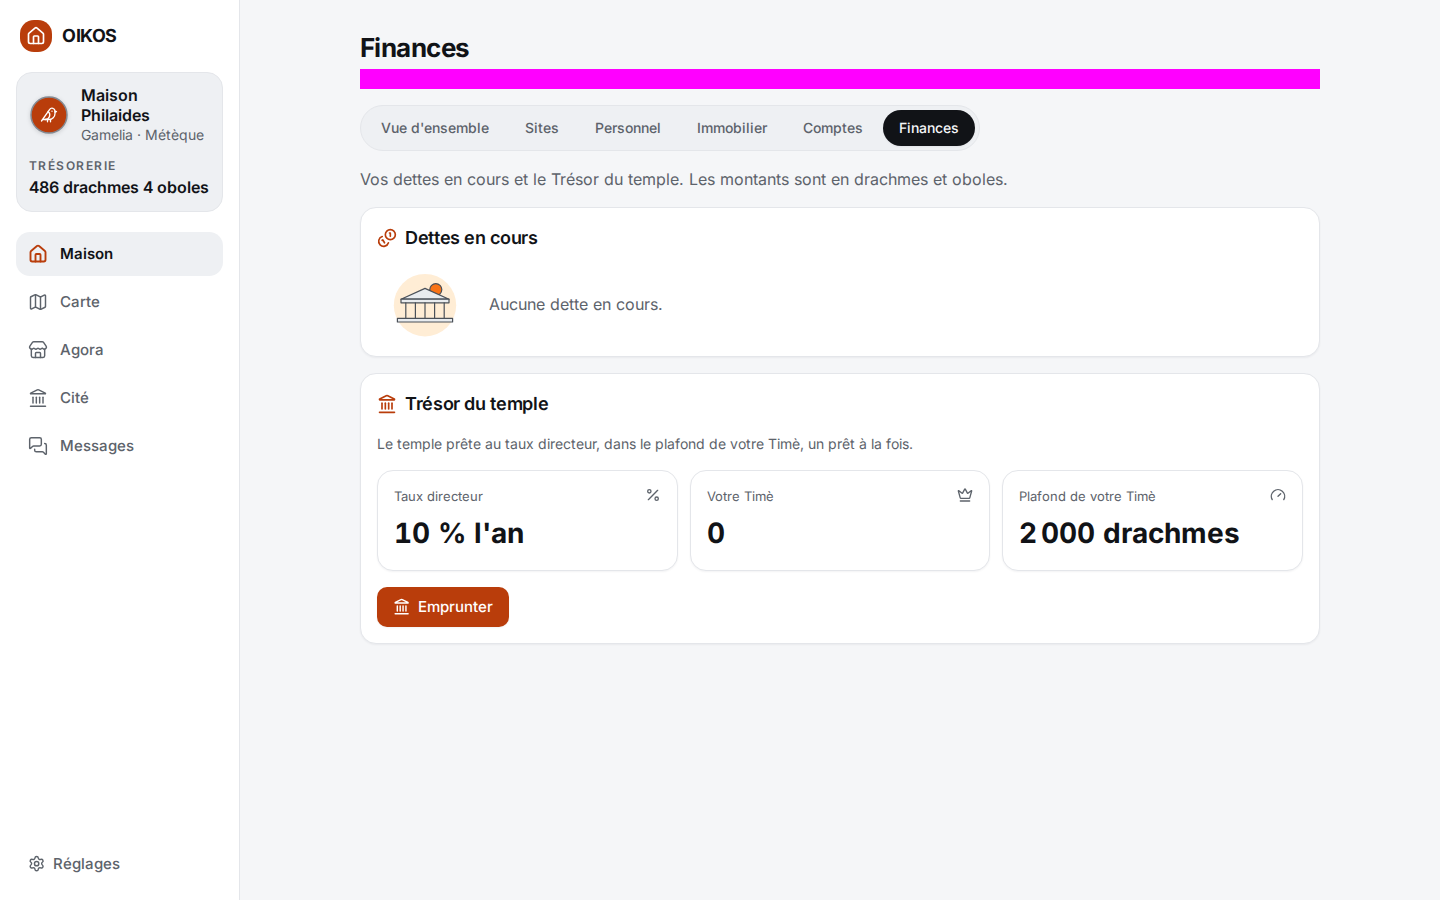 OIKOS
Maison
Philaides
Gamelia · Métèque
TRÉSORERIE
486 drachmes 4 oboles
Maison
Carte
Agora
Cité
Messages
Réglages
Finances
Vue d'ensemble
Sites
Personnel
Immobilier
Comptes
Finances
Vos dettes en cours et le Trésor du temple. Les montants sont en drachmes et oboles.
Dettes en cours
Aucune dette en cours.
Trésor du temple
Le temple prête au taux directeur, dans le plafond de votre Timè, un prêt à la fois.
Taux directeur
10 % l'an
Votre Timè
0
Plafond de votre Timè
2 000 drachmes
Emprunter